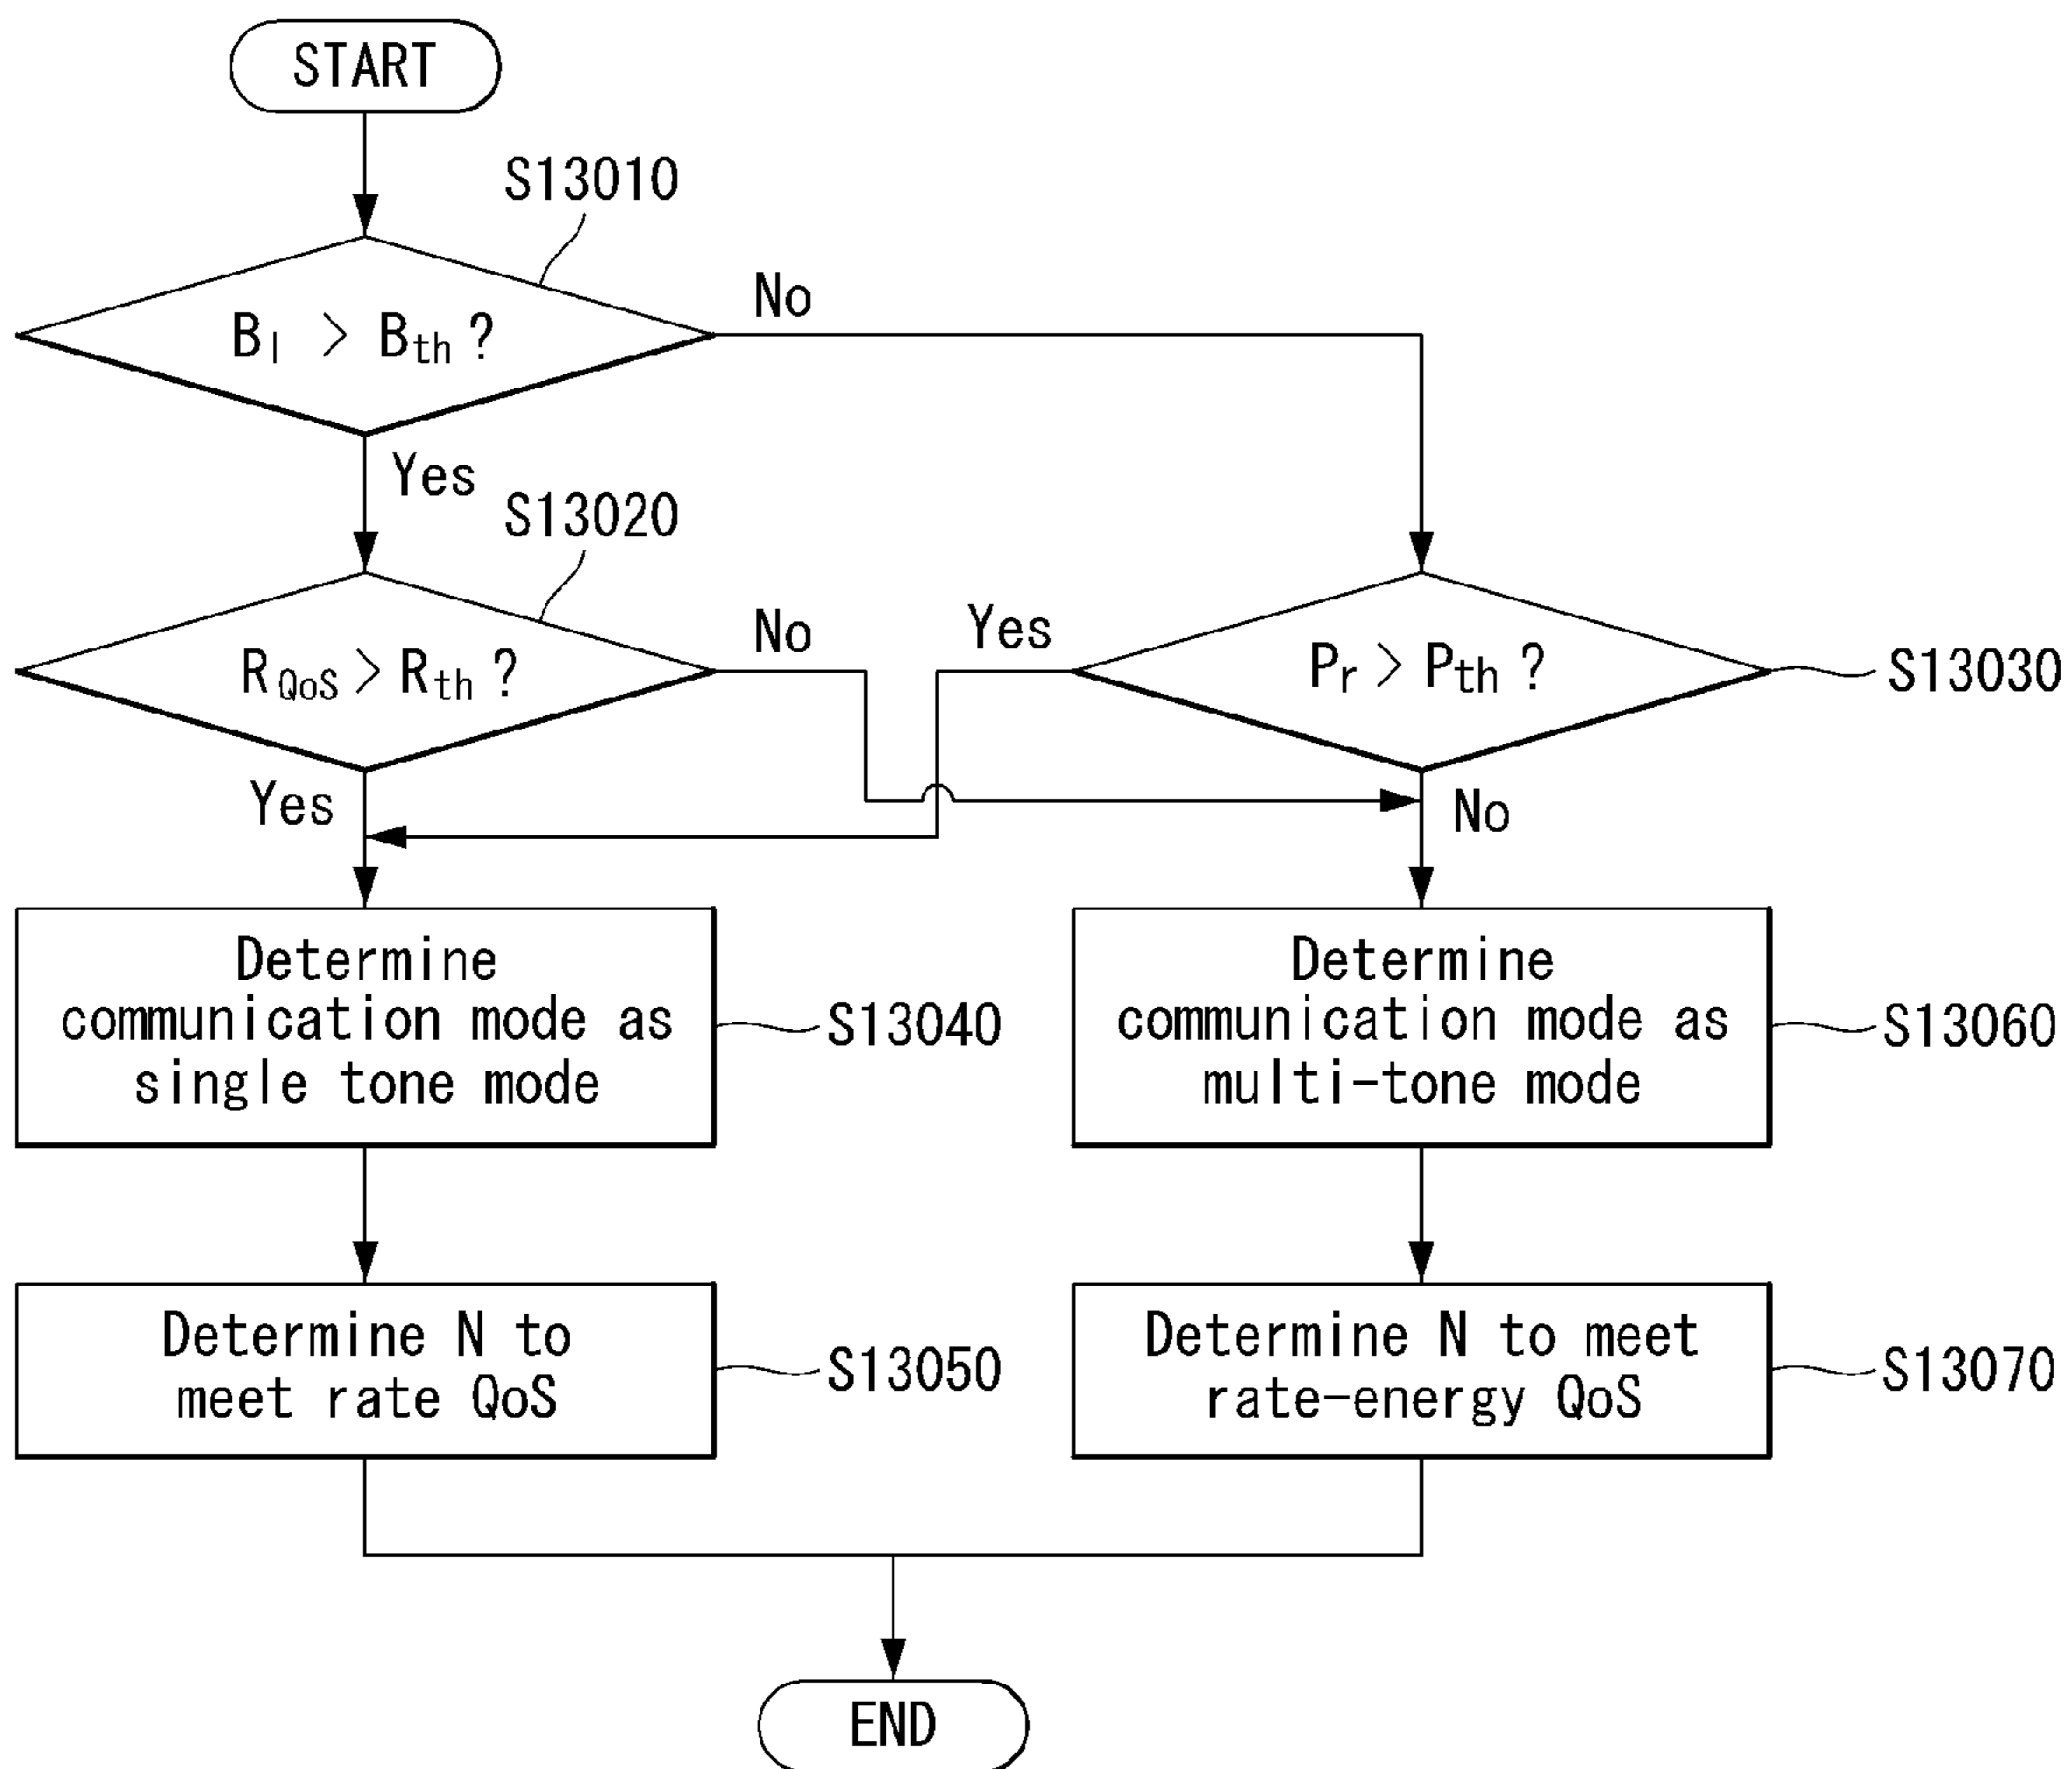 START
S13010
B_l > B_th ?
No
Yes
S13020
R_QoS > R_th ?
No
Yes
P_r > P_th ?
S13030
Yes
No
Determine
communication mode as
single tone mode
S13040
Determine
communication mode as
multi-tone mode
S13060
Determine N to
meet rate QoS
S13050
Determine N to meet
rate-energy QoS
S13070
END